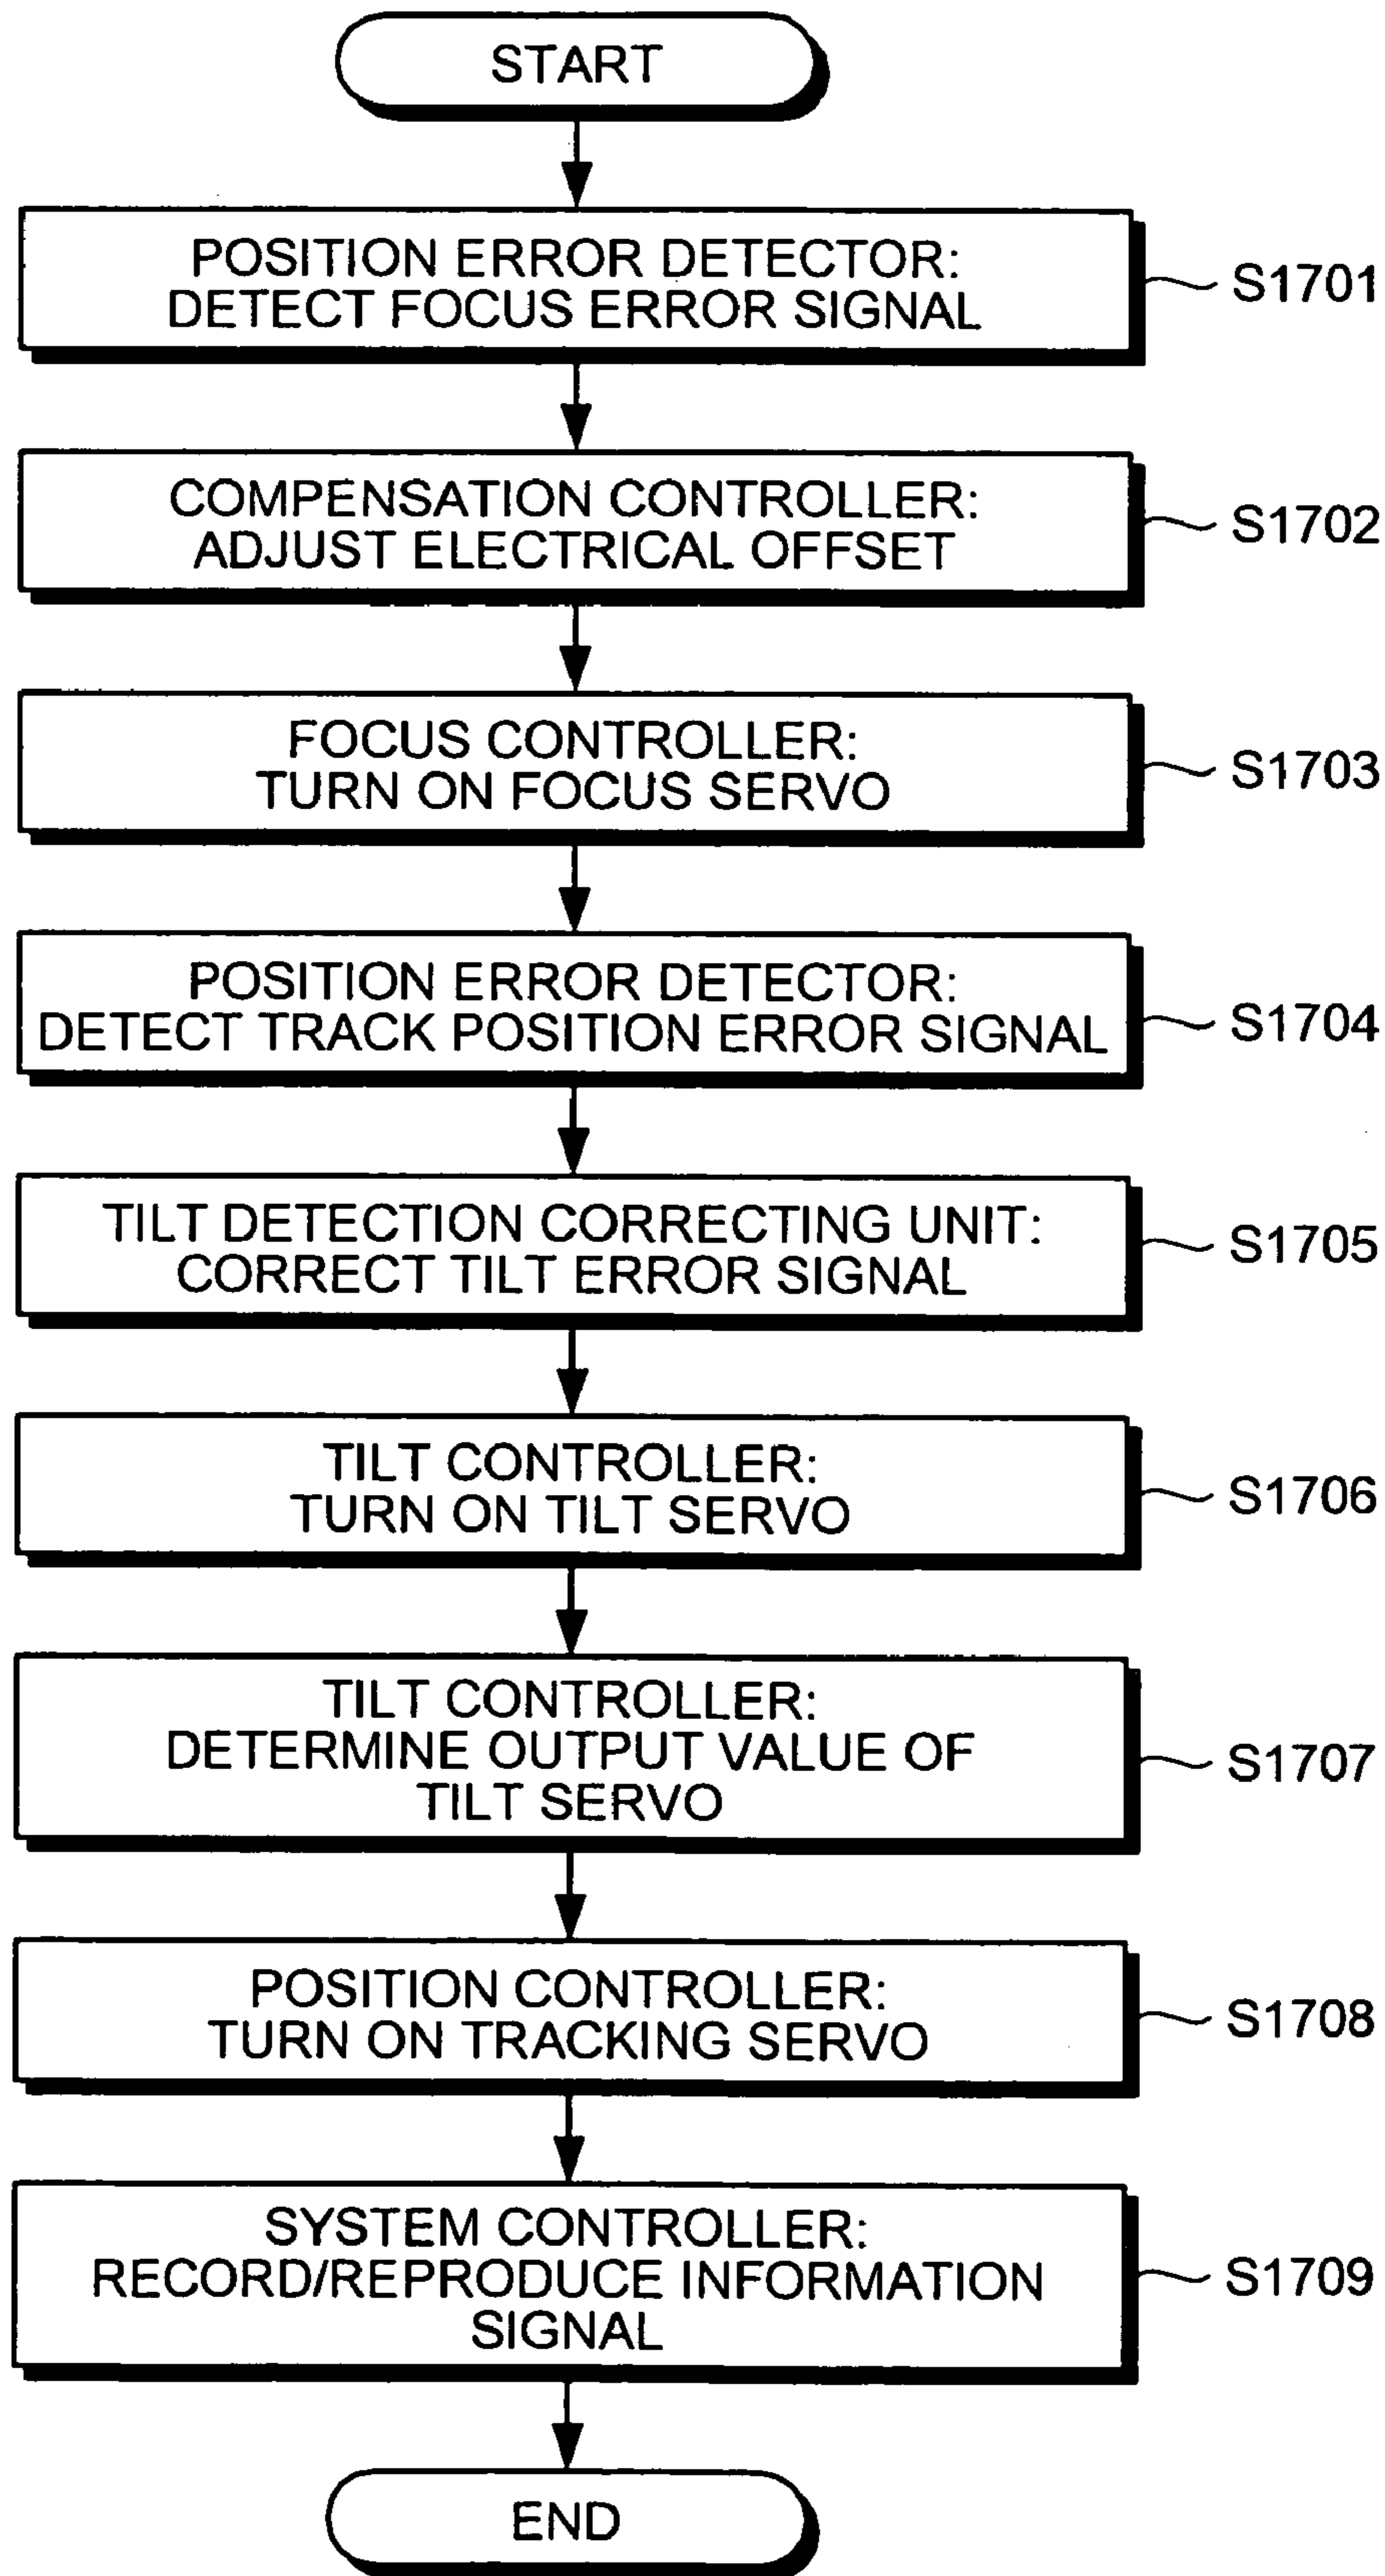 START
POSITION ERROR DETECTOR:
DETECT FOCUS ERROR SIGNAL
S1701
COMPENSATION CONTROLLER:
ADJUST ELECTRICAL OFFSET
S1702
FOCUS CONTROLLER:
TURN ON FOCUS SERVO
S1703
POSITION ERROR DETECTOR:
DETECT TRACK POSITION ERROR SIGNAL
S1704
TILT DETECTION CORRECTING UNIT:
CORRECT TILT ERROR SIGNAL
S1705
TILT CONTROLLER:
TURN ON TILT SERVO
S1706
TILT CONTROLLER:
DETERMINE OUTPUT VALUE OF
TILT SERVO
S1707
POSITION CONTROLLER:
TURN ON TRACKING SERVO
S1708
SYSTEM CONTROLLER:
RECORD/REPRODUCE INFORMATION
SIGNAL
S1709
END